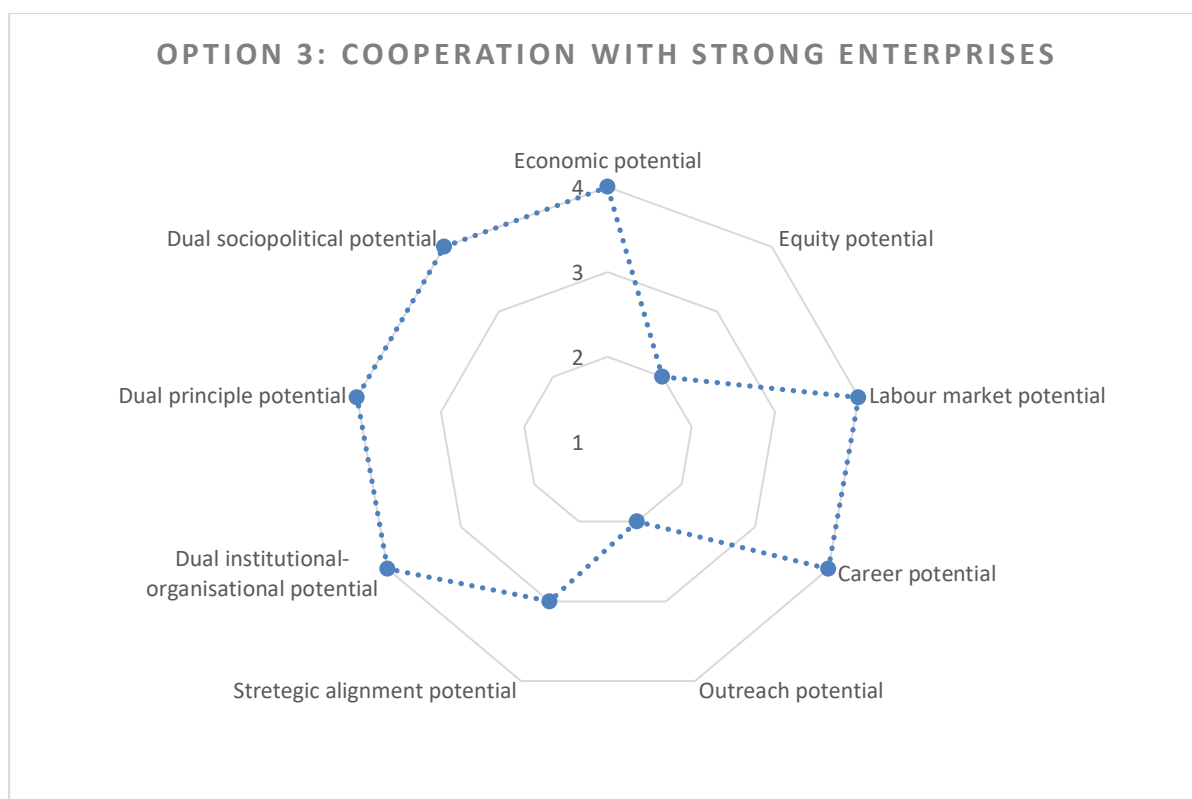 OPTION 3: COOPERATION WITH STRONG ENTERPRISES
Economic potential
4
Dual sociopolitical potential
Equity potential
3
2
Dual principle potential
Labour market potential
1
Dual institutional-
organisational potential
Career potential
Stretegic alignment potential
Outreach potential